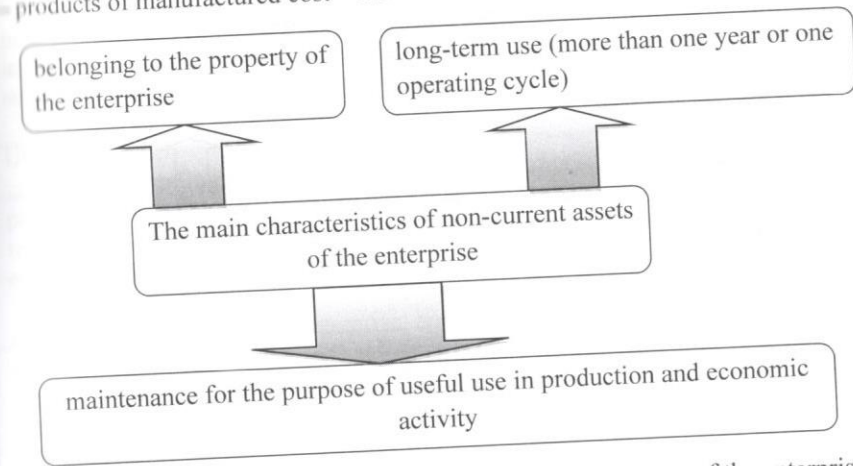 products of manufactured
belonging to the property of
the enterprise
long-term use (more than one year or one
operating cycle)
The main characteristics of non-current assets
of the enterprise
maintenance for the purpose of useful use in production and economic
activity
of the